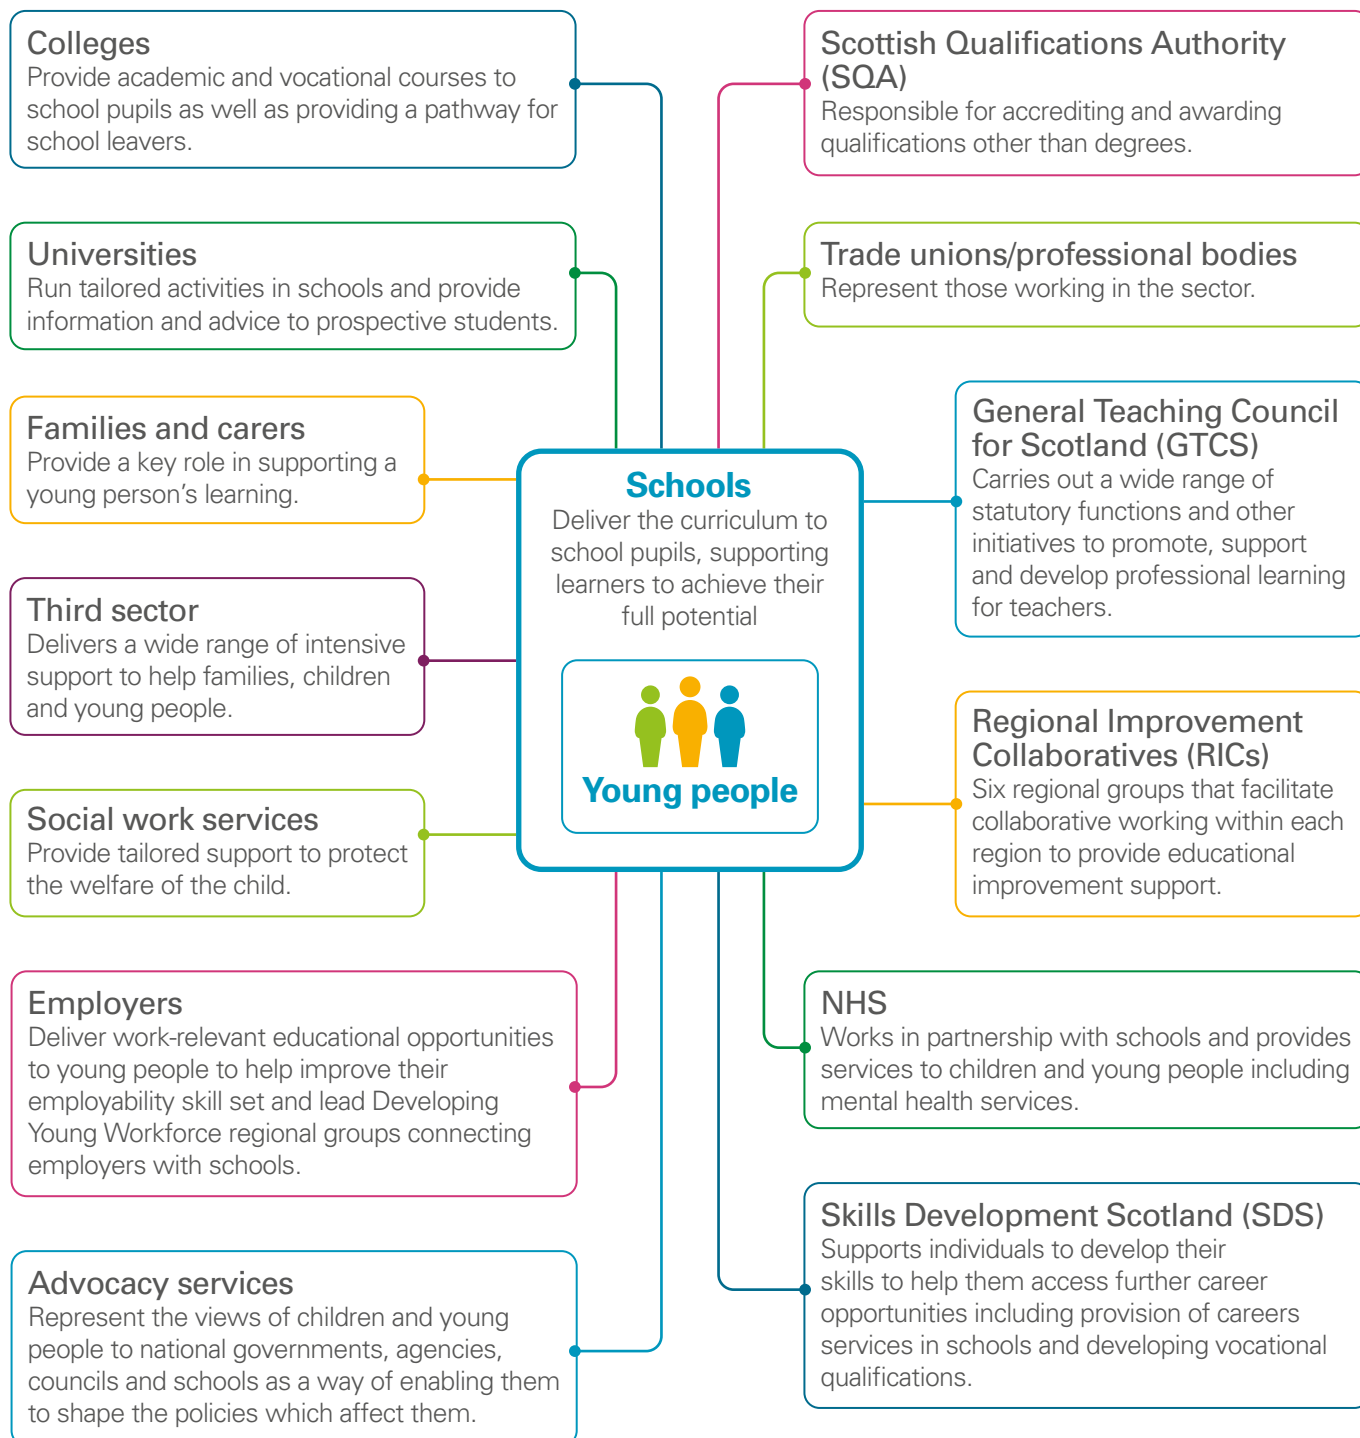 Colleges
Provide academic and vocational courses to
school pupils as well as providing a pathway for
school leavers.
Universities
Run tailored activities in schools and provide
information and advice to prospective students.
Families and carers
Provide a key role in supporting a
young person’s learning.
Third sector
Delivers a wide range of intensive
support to help families, children
and young people.
Social work services
Provide tailored support to protect
the welfare of the child.
Employers
Deliver work-relevant educational opportunities
to young people to help improve their
employability skill set and lead Developing
Young Workforce regional groups connecting
employers with schools.
Advocacy services
Represent the views of children and young
people to national governments, agencies,
councils and schools as a way of enabling them
to shape the policies which affect them.
Schools
Deliver the curriculum to
school pupils, supporting
learners to achieve their
full potential
Young people
Scottish Qualifications Authority
(SQA)
Responsible for accrediting and awarding
qualifications other than degrees.
Trade unions/professional bodies
Represent those working in the sector.
General Teaching Council
for Scotland (GTCS)
Carries out a wide range of
statutory functions and other
initiatives to promote, support
and develop professional learning
for teachers.
Regional Improvement
Collaboratives (RICs)
Six regional groups that facilitate
collaborative working within each
region to provide educational
improvement support.
NHS
Works in partnership with schools and provides
services to children and young people including
mental health services.
Skills Development Scotland (SDS)
Supports individuals to develop their
skills to help them access further career
opportunities including provision of careers
services in schools and developing vocational
qualifications.